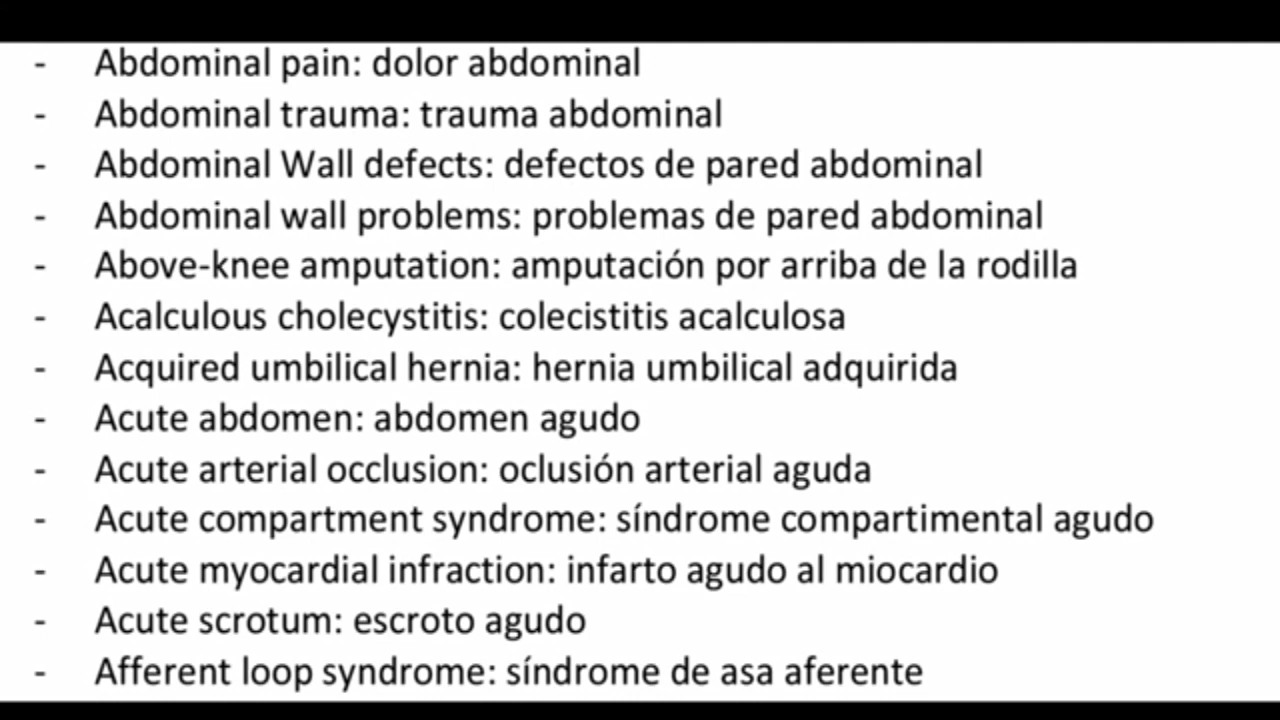 - Abdominal pain: dolor abdominal
- Abdominal trauma: trauma abdominal
- Abdominal Wall defects: defectos de pared abdominal
- Abdominal wall problems: problemas de pared abdominal
- Above-knee amputation: amputación por arriba de la rodilla
- Acalculous cholecystitis: colecistitis acalculosa
- Acquired umbilical hernia: hernia umbilical adquirida
- Acute abdomen: abdomen agudo
- Acute arterial occlusion: oclusión arterial aguda
- Acute compartment syndrome: síndrome compartimental agudo
- Acute myocardial infraction: infarto agudo al miocardio
- Acute scrotum: escroto agudo
- Afferent loop syndrome: síndrome de asa aferente